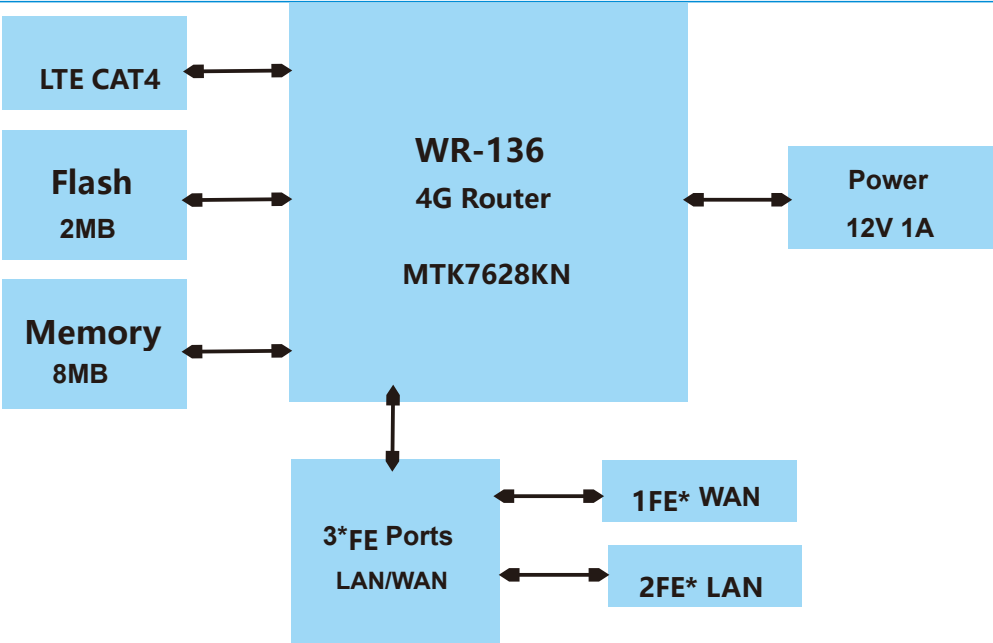 LTE CAT4
Flash
2MB
Memory
8MB
WR-136
4G Router
MTK7628KN
Power
12V 1A
3*FE Ports
LAN/WAN
1FE* WAN
2FE* LAN